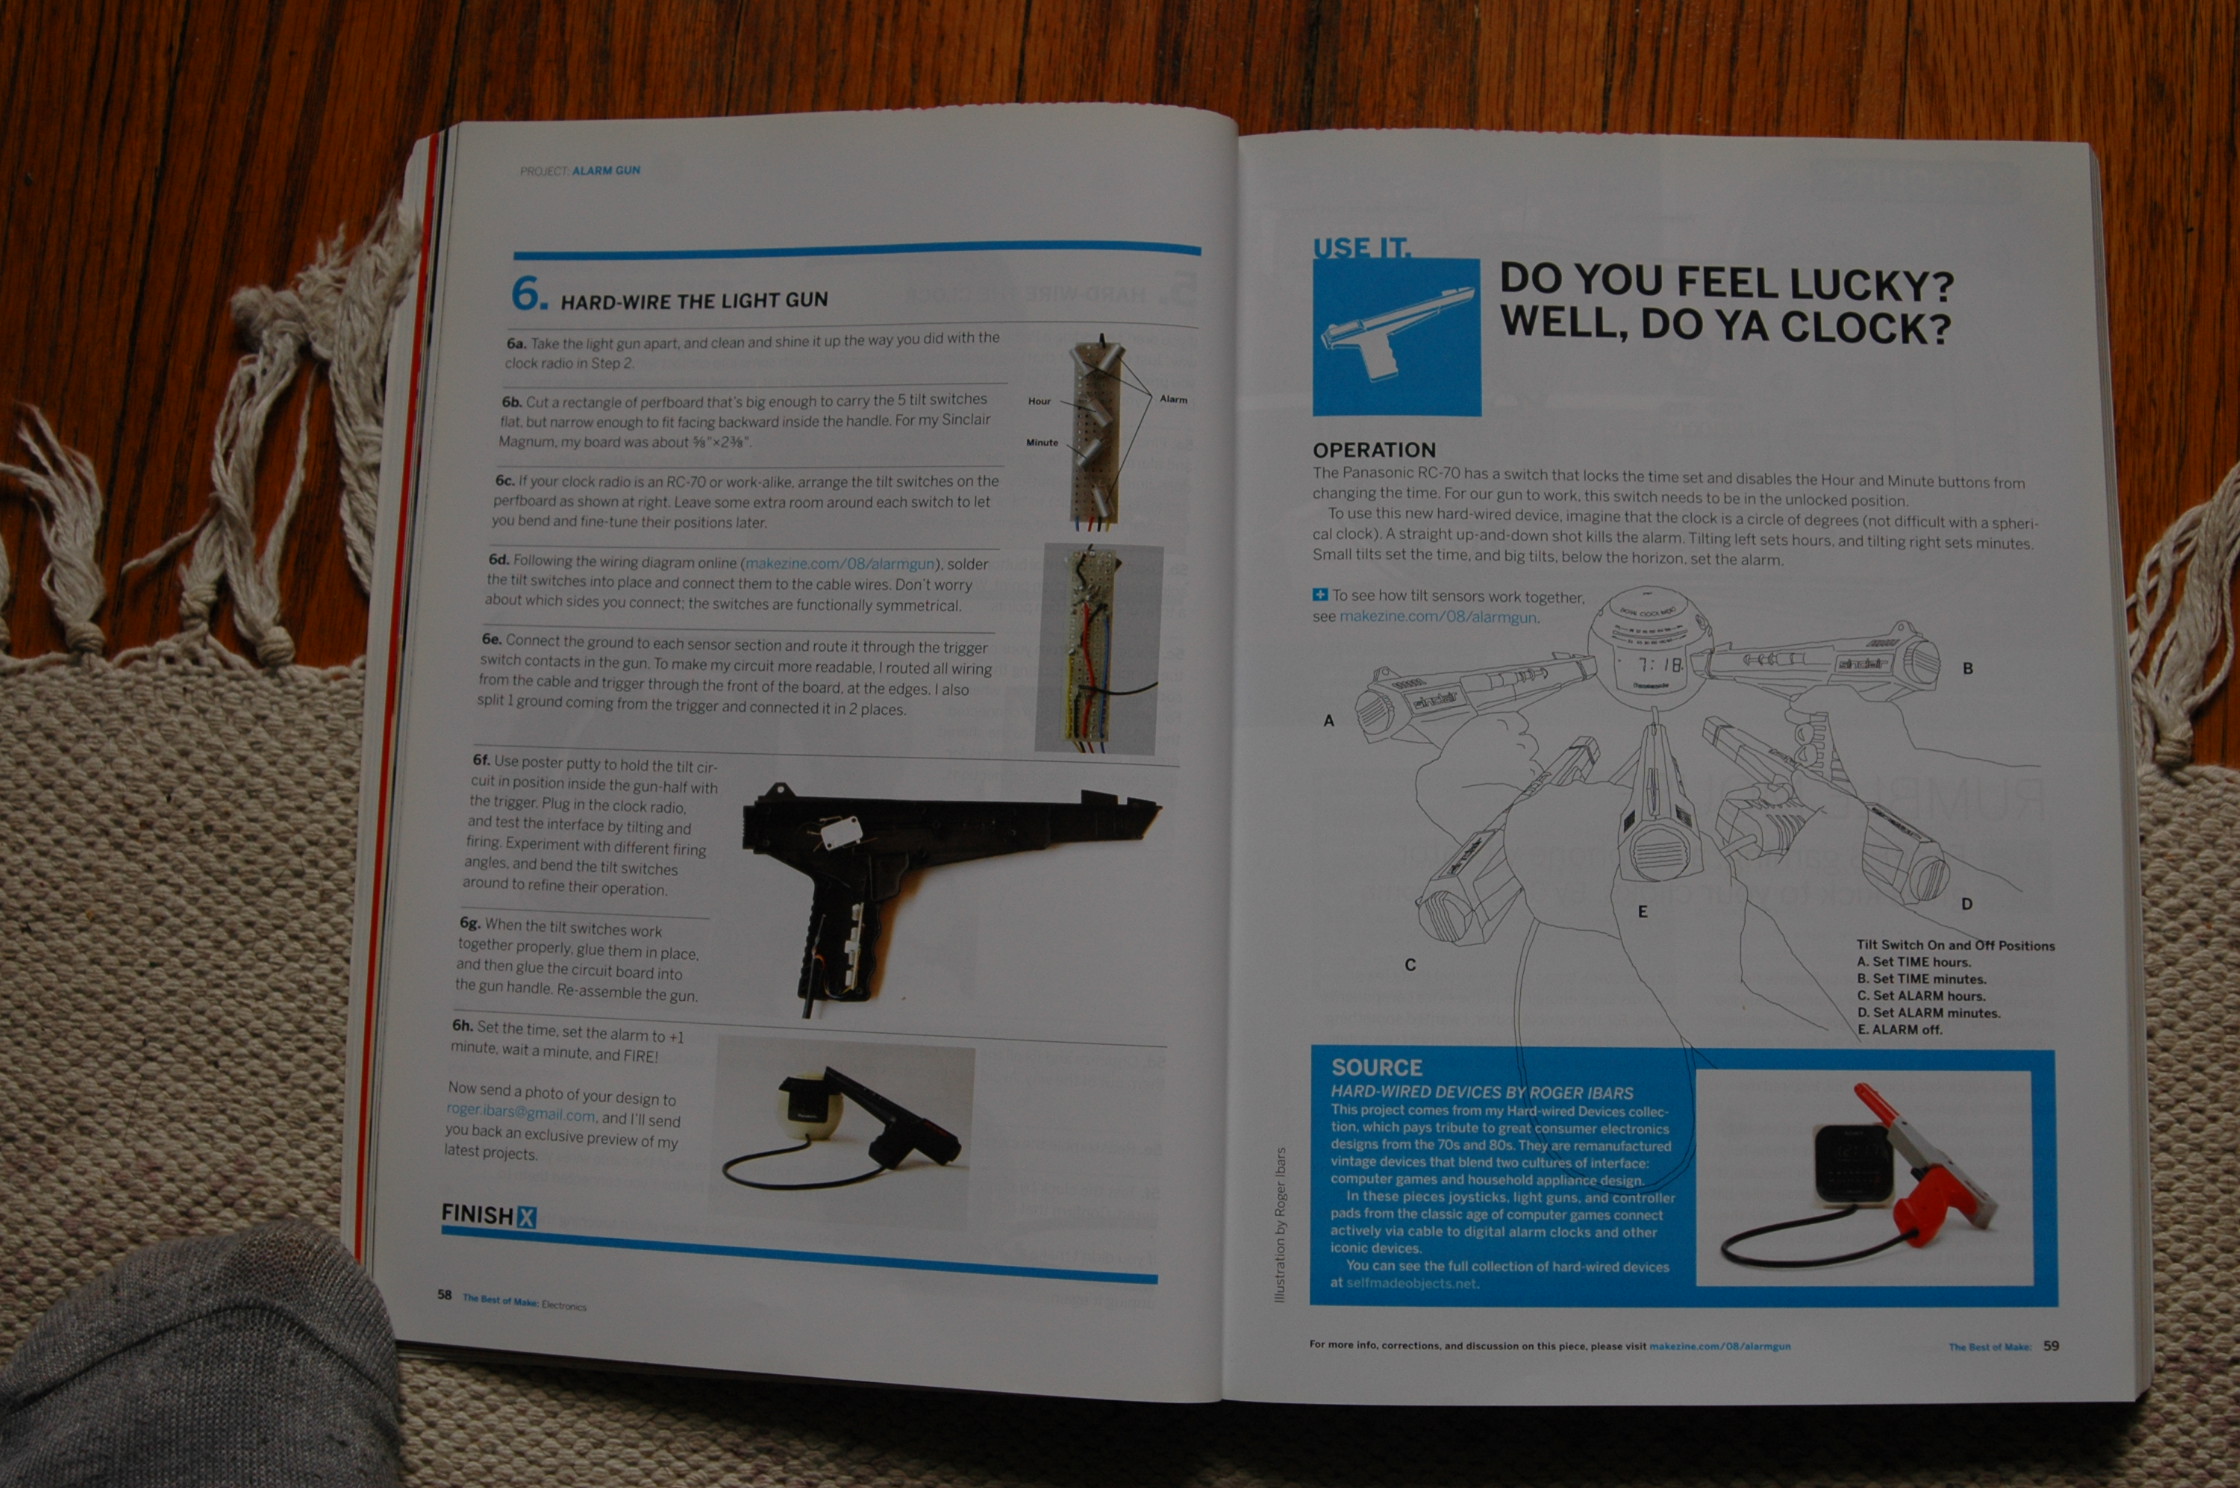 PROJECT: ALARM GUN
6. HARD-WIRE THE LIGHT GUN
6a. Take the light gun apart, and clean and shine it up the way you did with the
clock radio in Step 2.
6b. Cut a rectangle of perfboard that's big enough to carry the 5 tilt switches
flat, but narrow enough to fit facing backward inside the handle. For my Sinclair
Magnum, my board was about ⅝"×2⅜".
6c. If your clock radio is an RC-70 or work-alike, arrange the tilt switches on the
perfboard as shown at right. Leave some extra room around each switch to let
you bend and fine-tune their positions later.
6d. Following the wiring diagram online (makezine.com/08/alarmgun), solder
the tilt switches into place and connect them to the cable wires. Don't worry
about which sides you connect; the switches are functionally symmetrical.
6e. Connect the ground to each sensor section and route it through the trigger
switch contacts in the gun. To make my circuit more readable, I routed all wiring
from the cable and trigger through the front of the board, at the edges. I also
split 1 ground coming from the trigger and connected it in 2 places.
Hour
Alarm
Minute
6f. Use poster putty to hold the tilt cir-
cuit in position inside the gun-half with
the trigger. Plug in the clock radio,
and test the interface by tilting and
firing. Experiment with different firing
angles, and bend the tilt switches
around to refine their operation.
6g. When the tilt switches work
together properly, glue them in place,
and then glue the circuit board into
the gun handle. Re-assemble the gun.
6h. Set the time, set the alarm to +1
minute, wait a minute, and FIRE!
Now send a photo of your design to
roger.ibars@gmail.com, and I'll send
you back an exclusive preview of my
latest projects.
FINISH X
58 The Best of Make: Electronics
USE IT.
DO YOU FEEL LUCKY?
WELL, DO YA CLOCK?
OPERATION
The Panasonic RC-70 has a switch that locks the time set and disables the Hour and Minute buttons from
changing the time. For our gun to work, this switch needs to be in the unlocked position.
To use this new hard-wired device, imagine that the clock is a circle of degrees (not difficult with a spheri-
cal clock). A straight up-and-down shot kills the alarm. Tilting left sets hours, and tilting right sets minutes.
Small tilts set the time, and big tilts, below the horizon, set the alarm.
+ To see how tilt sensors work together,
see makezine.com/08/alarmgun.
7:18
sinclair
sinclair
A
B
C
D
E
Tilt Switch On and Off Positions
A. Set TIME hours.
B. Set TIME minutes.
C. Set ALARM hours.
D. Set ALARM minutes.
E. ALARM off.
SOURCE
HARD-WIRED DEVICES BY ROGER IBARS
This project comes from my Hard-wired Devices collec-
tion, which pays tribute to great consumer electronics
designs from the 70s and 80s. They are remanufactured
vintage devices that blend two cultures of interface:
computer games and household appliance design.
In these pieces joysticks, light guns, and controller
pads from the classic age of computer games connect
actively via cable to digital alarm clocks and other
iconic devices.
You can see the full collection of hard-wired devices
at selfmadeobjects.net.
Illustration by Roger Ibars
For more info, corrections, and discussion on this piece, please visit makezine.com/08/alarmgun
The Best of Make: 59